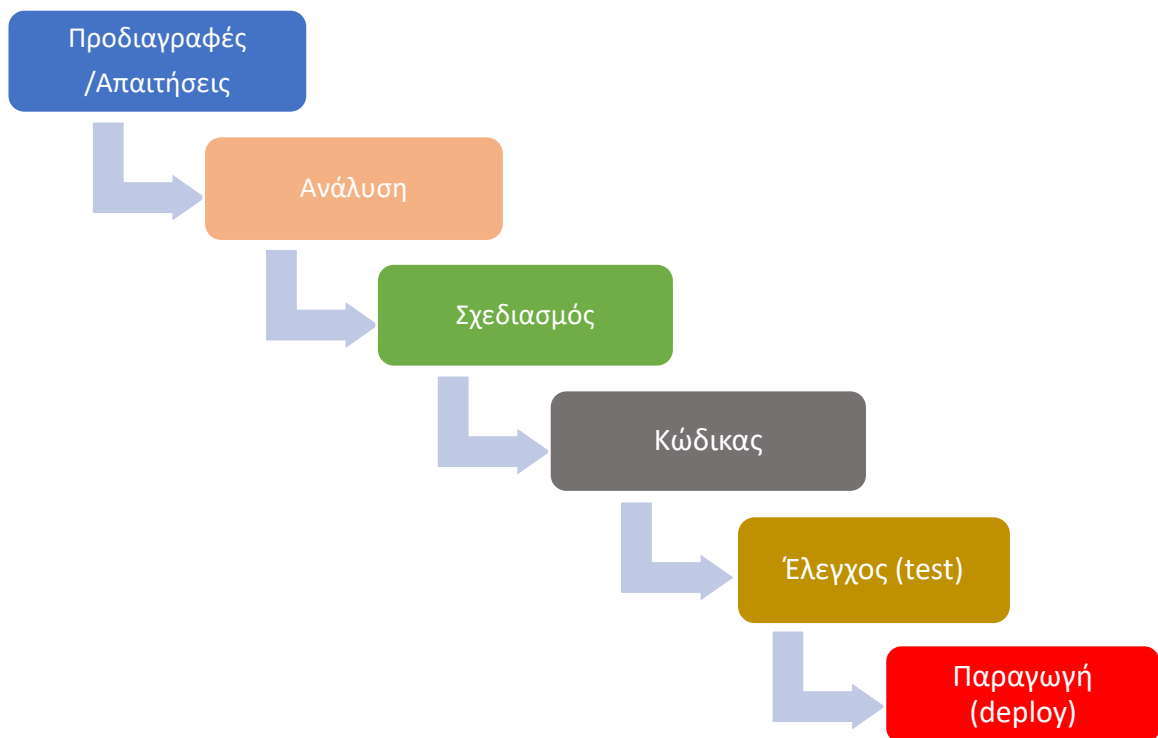 Προδιαγραφές
/Απαιτήσεις
Ανάλυση
Σχεδιασμός
Κώδικας
Έλεγχος (test)
Παραγωγή
(deploy)